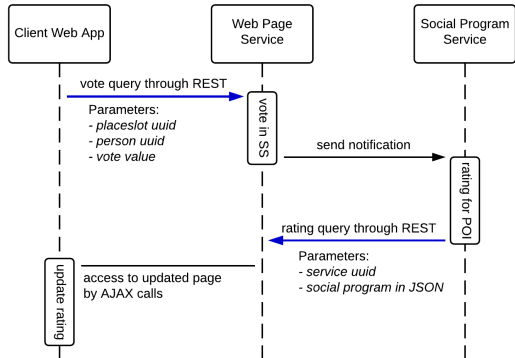 Client Web App
Web Page
Service
Social Program
Service
vote query through REST
Parameters:
- placeslot uuid
- person uuid
- vote value
vote in SS
send notification
rating for POI
rating query through REST
Parameters:
- service uuid
- social program in JSON
access to updated page
by AJAX calls
update rating